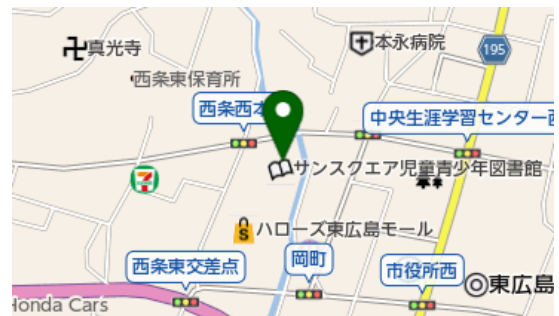 卍真光寺
本永病院
195
西条東保育所
西条西本
中央生涯学習センター西
サンスクエア児童青少年図書館
7
ハローズ東広島モール
西条東交差点
岡町
市役所西
東広島
Honda Cars